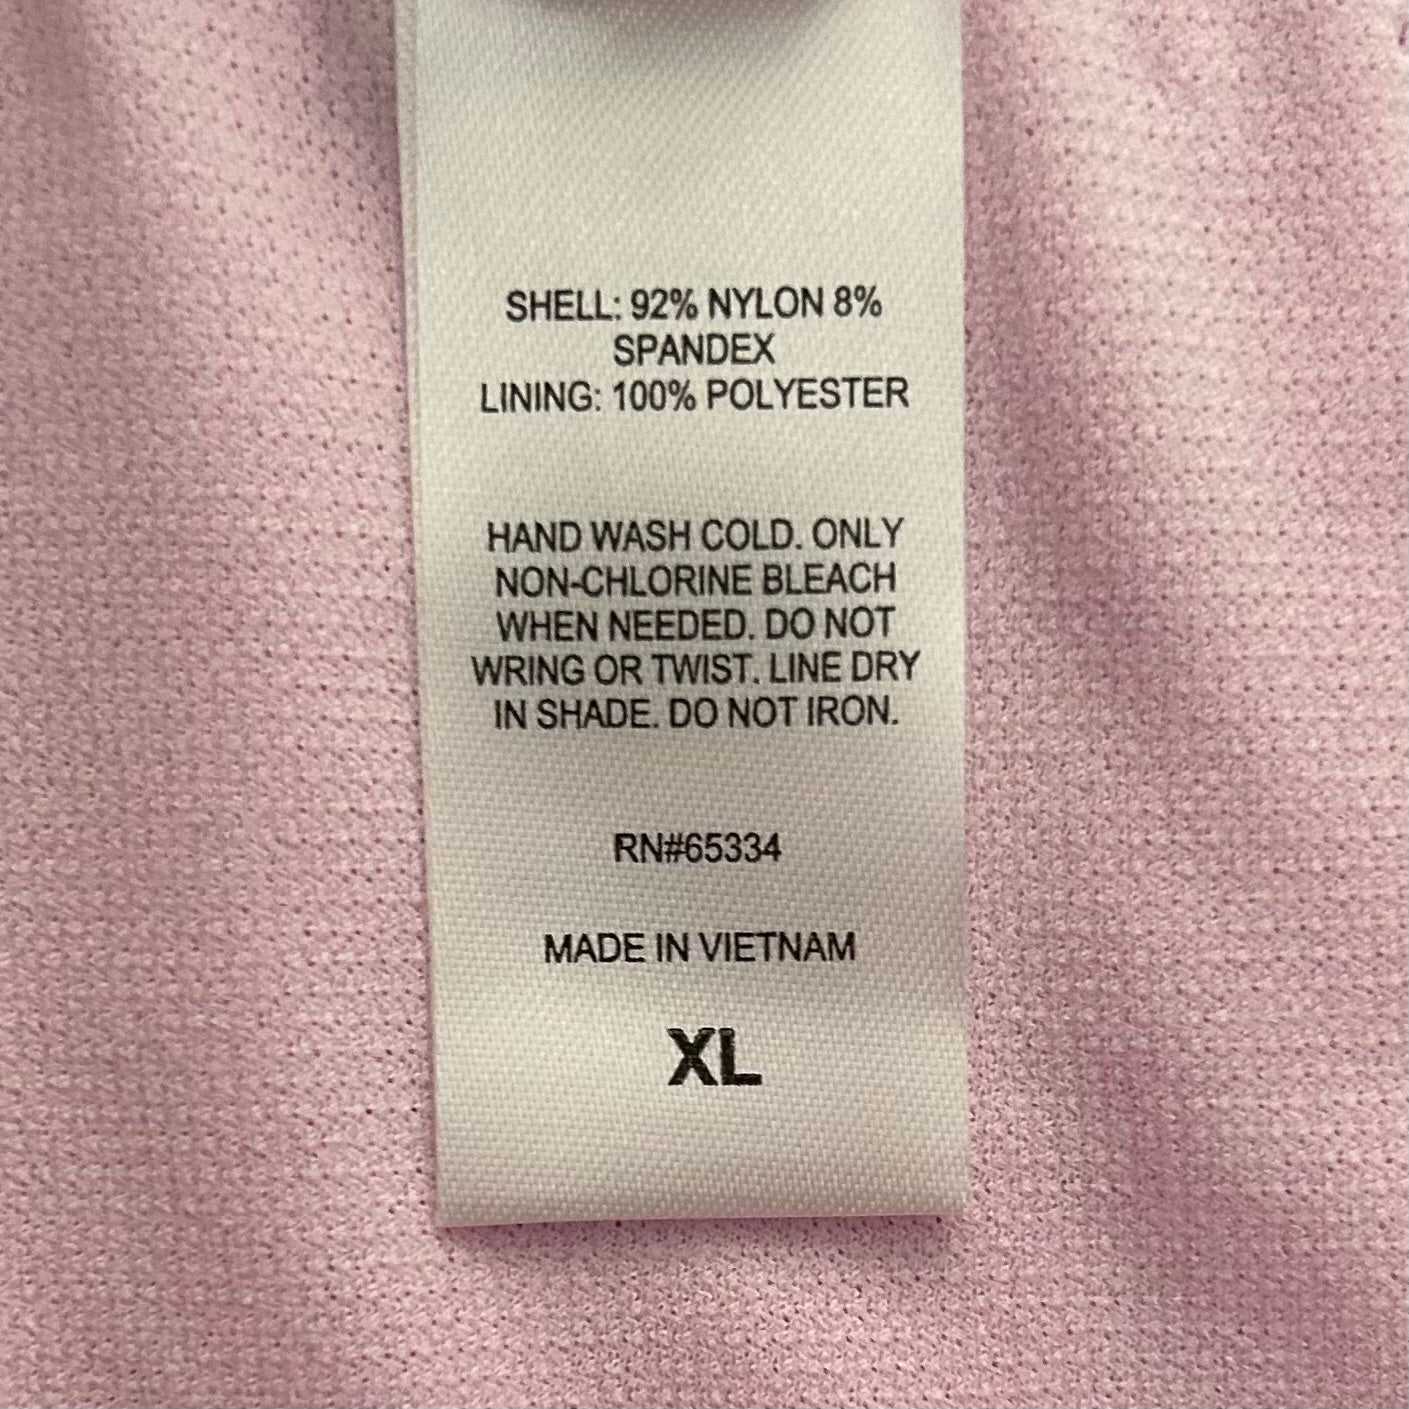 SHELL: 92% NYLON 8%
SPANDEX
LINING: 100% POLYESTER
HAND WASH COLD. ONLY
NON-CHLORINE BLEACH
WHEN NEEDED. DO NOT
WRING OR TWIST. LINE DRY
IN SHADE. DO NOT IRON.
RN#65334
MADE IN VIETNAM
XL